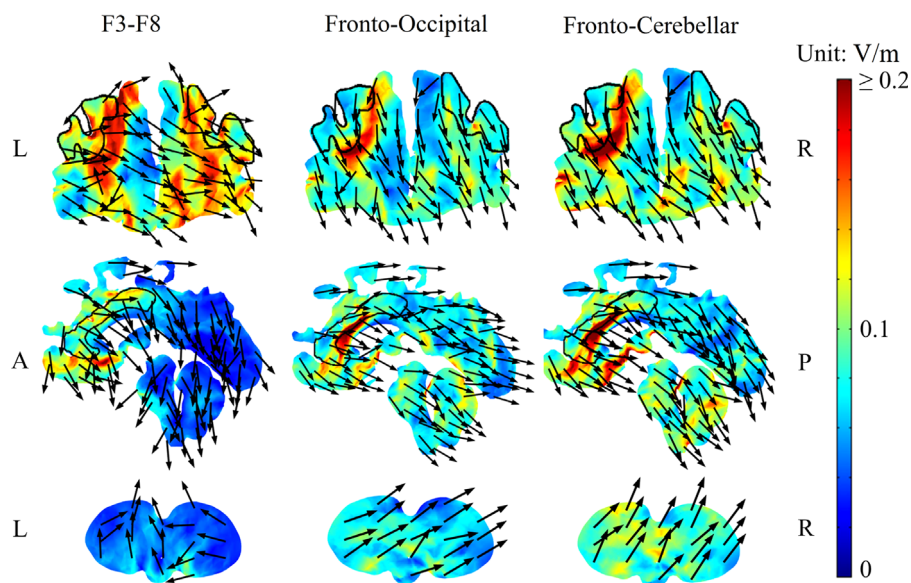 F3-F8 Fronto-Occipital Fronto-Cerebellar
Unit: V/m
≥ 0.2
L R
0.1
A P
L R
0